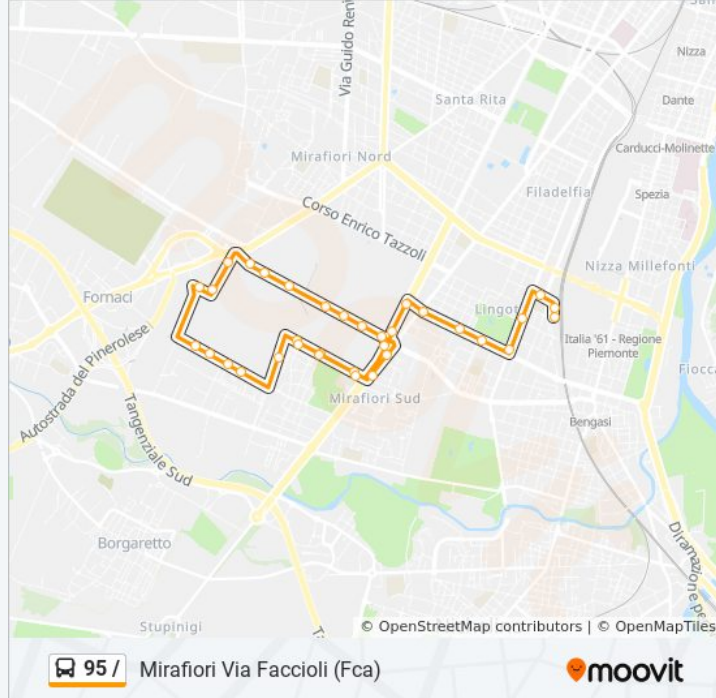 Via Guido Reni
Nizza
Santa Rita
Dante
Carducci-Molinette
Mirafiori Nord
Filadelfia
Spezia
Corso Enrico Tazzoli
Nizza Millefonti
Fornaci
Lingotto
Italia '61 - Regione
Piemonte
Autostrada del Pinerolese
Mirafiori Sud
Bengasi
Tangenziale Sud
Borgaretto
Stupinigi
© OpenStreetMap contributors | © OpenMapTiles
95 /
Mirafiori Via Faccioli (Fca)
moovit